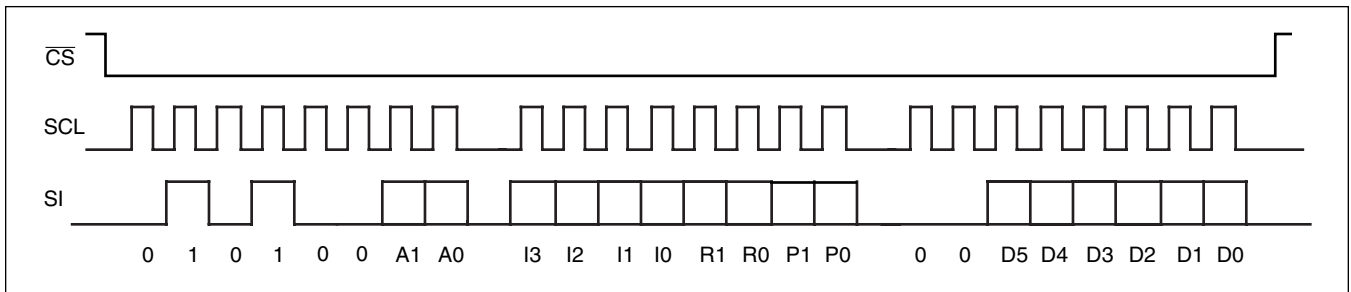 CS
SCL
SI
0 1 0 1 0 0 A1 A0 I3 I2 I1 I0 R1 R0 P1 P0 0 0 D5 D4 D3 D2 D1 D0